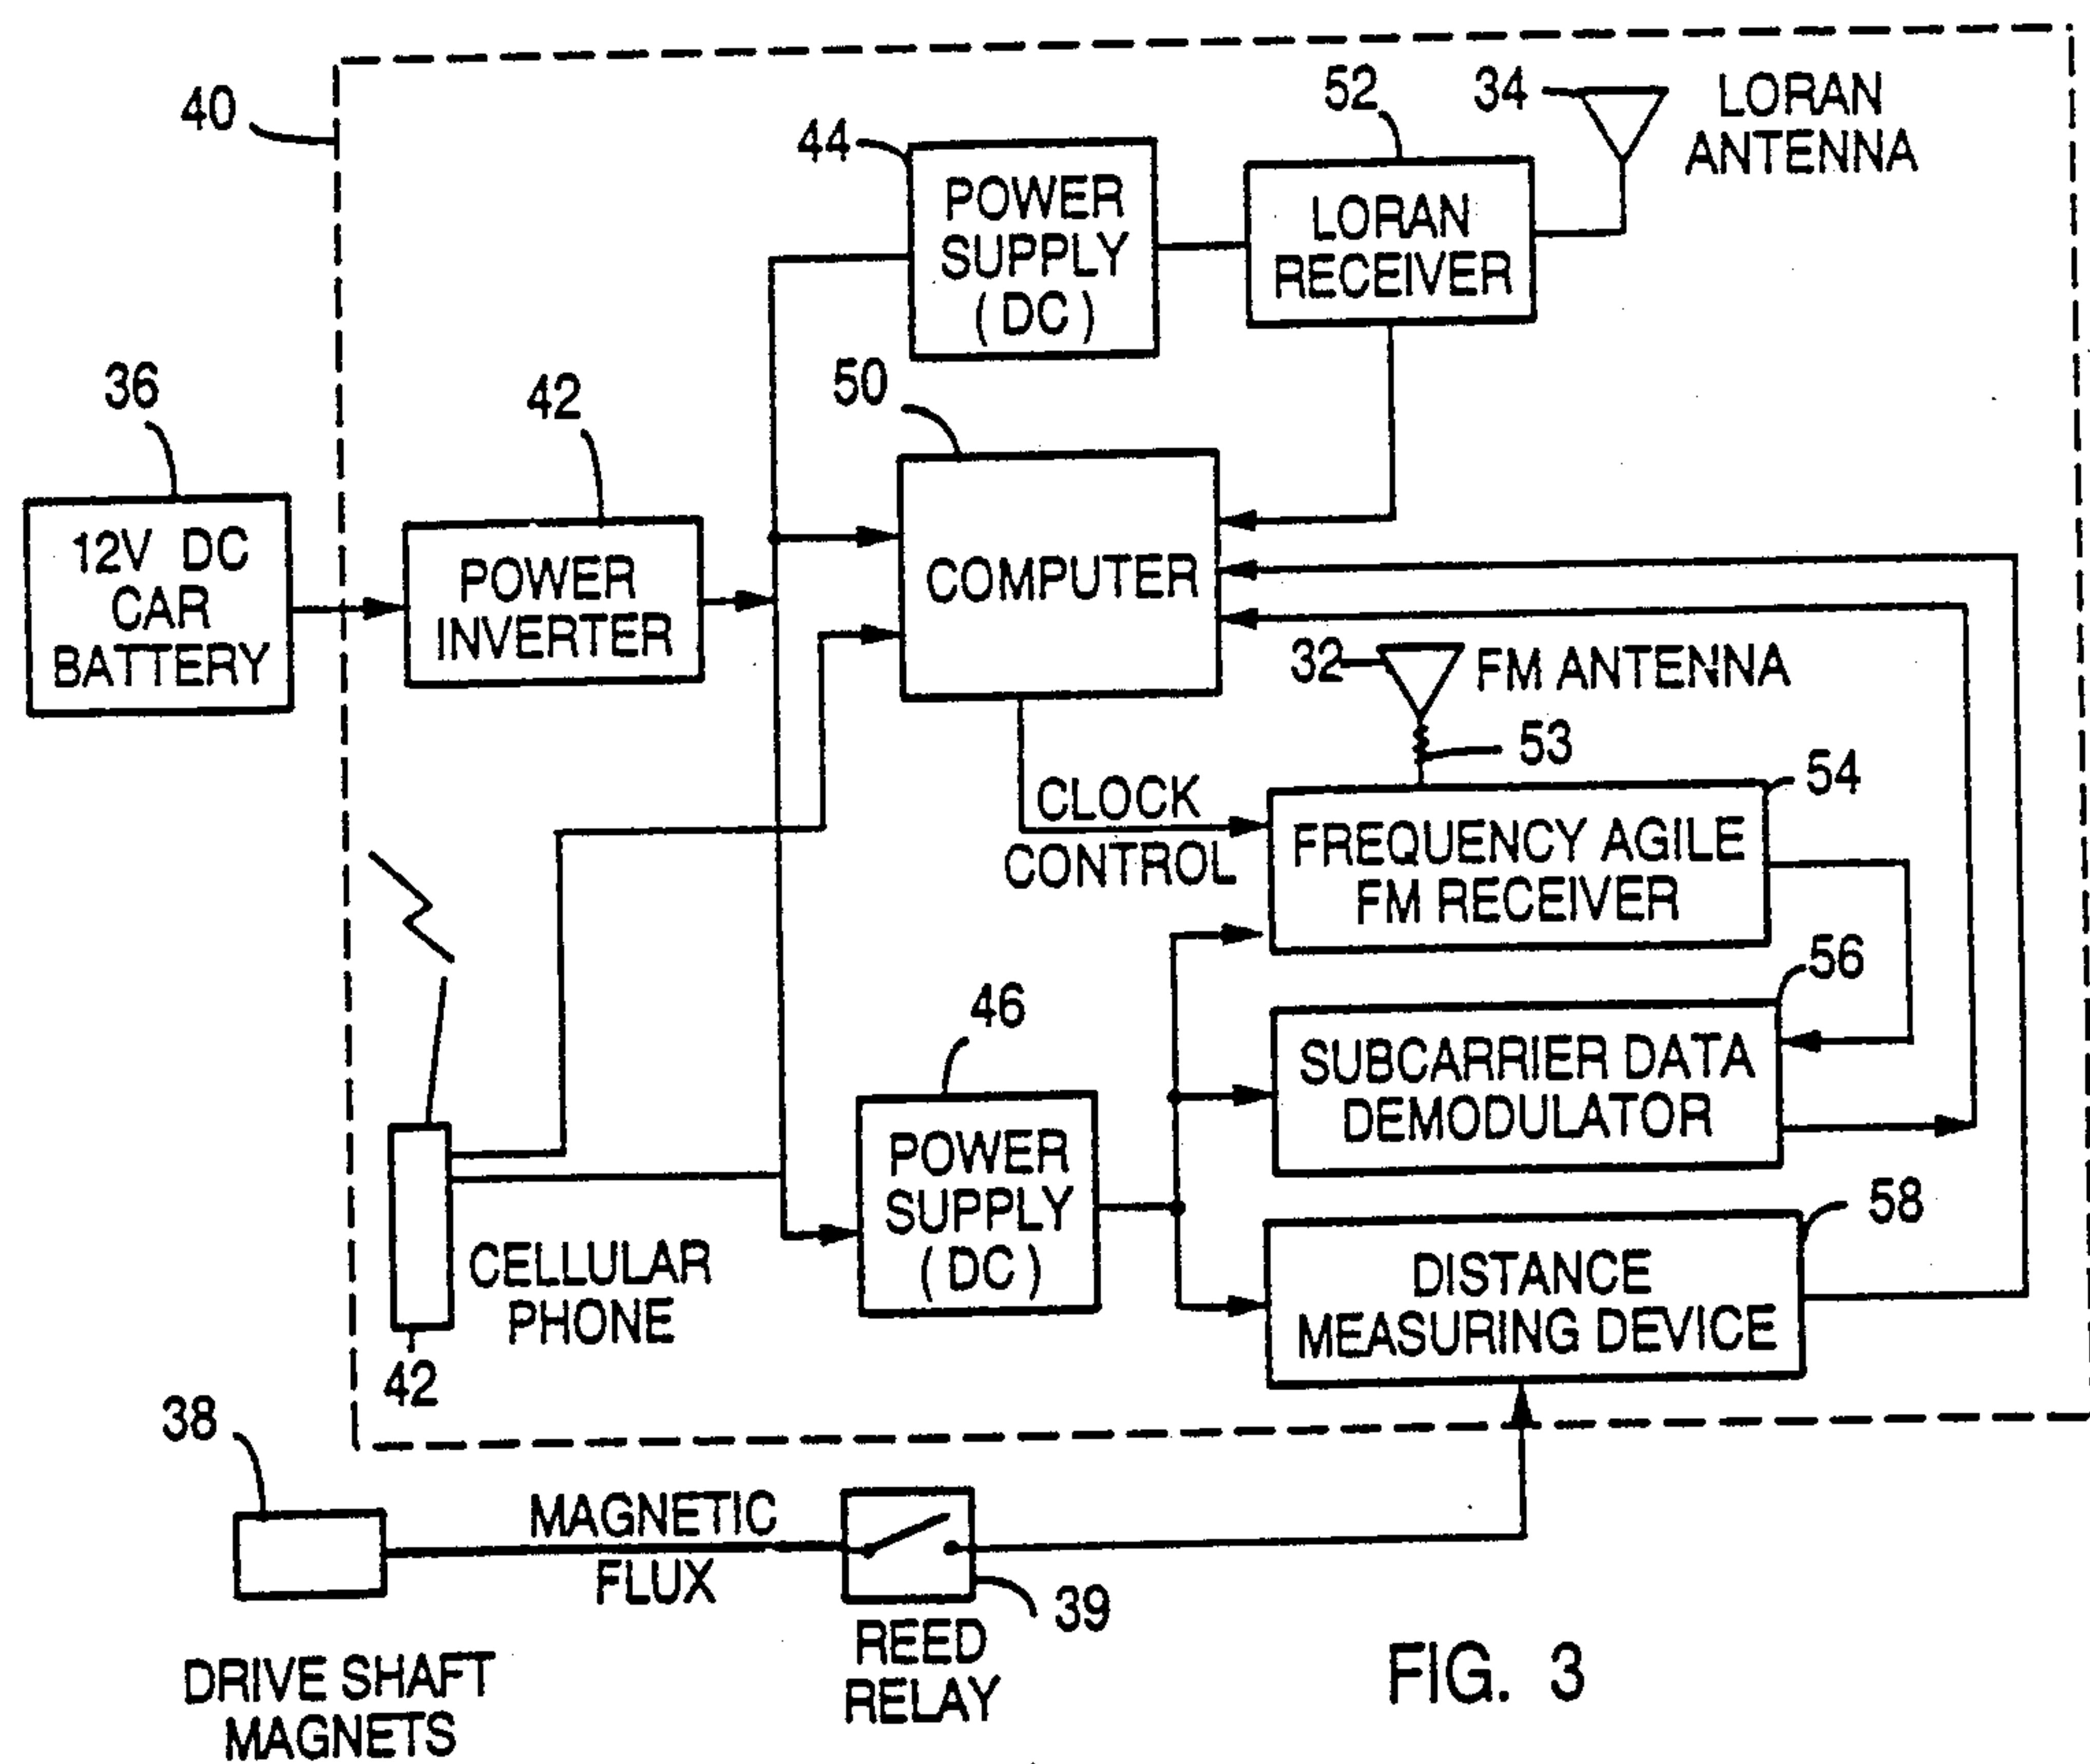 40
52
34
LORAN
ANTENNA
44
POWER
SUPPLY
( DC )
LORAN
RECEIVER
36
42
50
12V DC
CAR
BATTERY
POWER
INVERTER
COMPUTER
32
FM ANTENNA
53
54
CLOCK
CONTROL
FREQUENCY AGILE
FM RECEIVER
56
46
SUBCARRIER DATA
DEMODULATOR
POWER
SUPPLY
( DC )
58
CELLULAR
PHONE
42
DISTANCE
MEASURING DEVICE
38
MAGNETIC
FLUX
39
REED
RELAY
DRIVE SHAFT
MAGNETS
FIG. 3